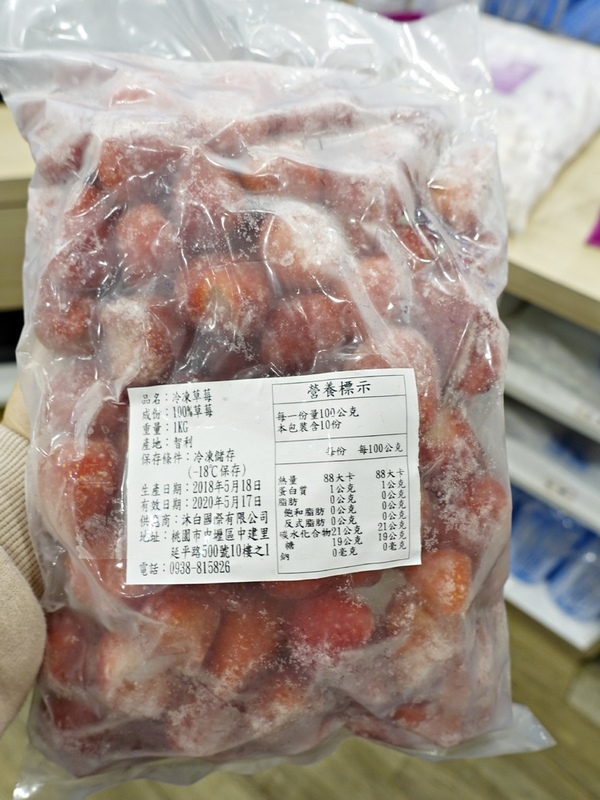 品名：冷凍草莓
成份：100%草莓
重量：1KG
產地：智利
保存條件：冷凍儲存
(-18℃保存)
生產日期：2018年5月18日
有效日期：2020年5月17日
供應商：沐白國際有限公司
地址：桃園市中壢區中建里
延平路500號10樓之1
電話：0938-815826
營養標示
每一份量100公克
本包裝含10份
每份 每100公克
熱量 88大卡 88大卡
蛋白質 1公克 1公克
脂肪 0公克 0公克
飽和脂肪 0公克 0公克
反式脂肪 0公克 0公克
碳水化合物21公克 21公克
糖 19公克 19公克
鈉 0毫克 0毫克